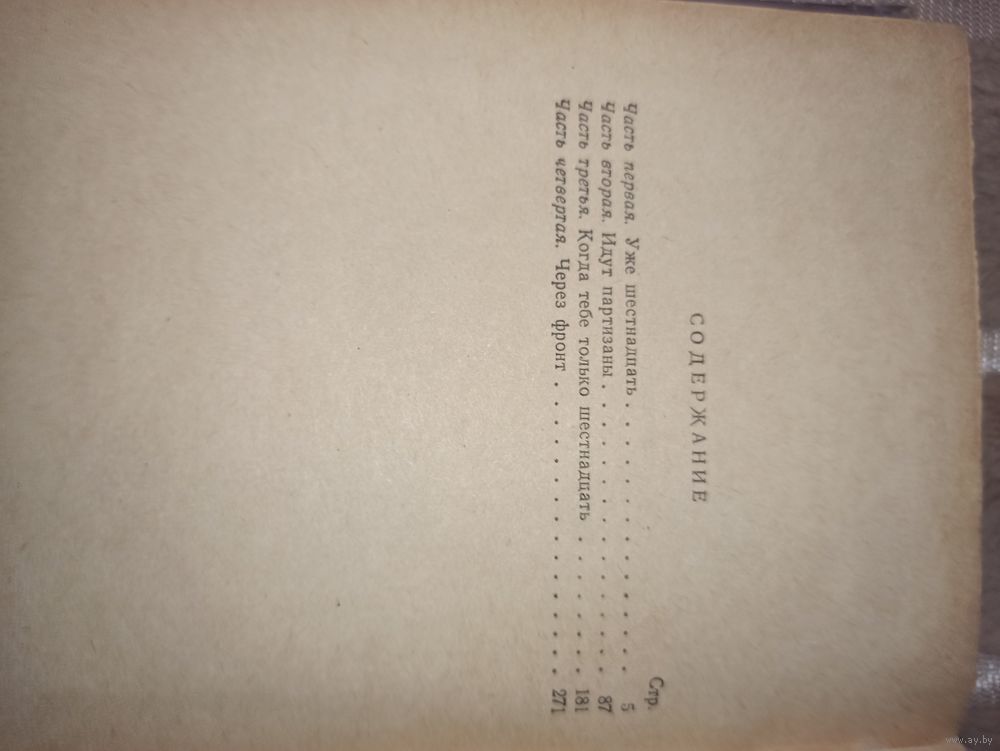 СОДЕРЖАНИЕ
Стр.
Часть первая. Уже шестнадцать . . . . . . . . . . . . . 5
Часть вторая. Идут партизаны . . . . . . . . . . . . . . 87
Часть третья. Когда тебе только шестнадцать . . . . . . . 181
Часть четвертая. Через фронт . . . . . . . . . . . . . . 271
www.ay.by